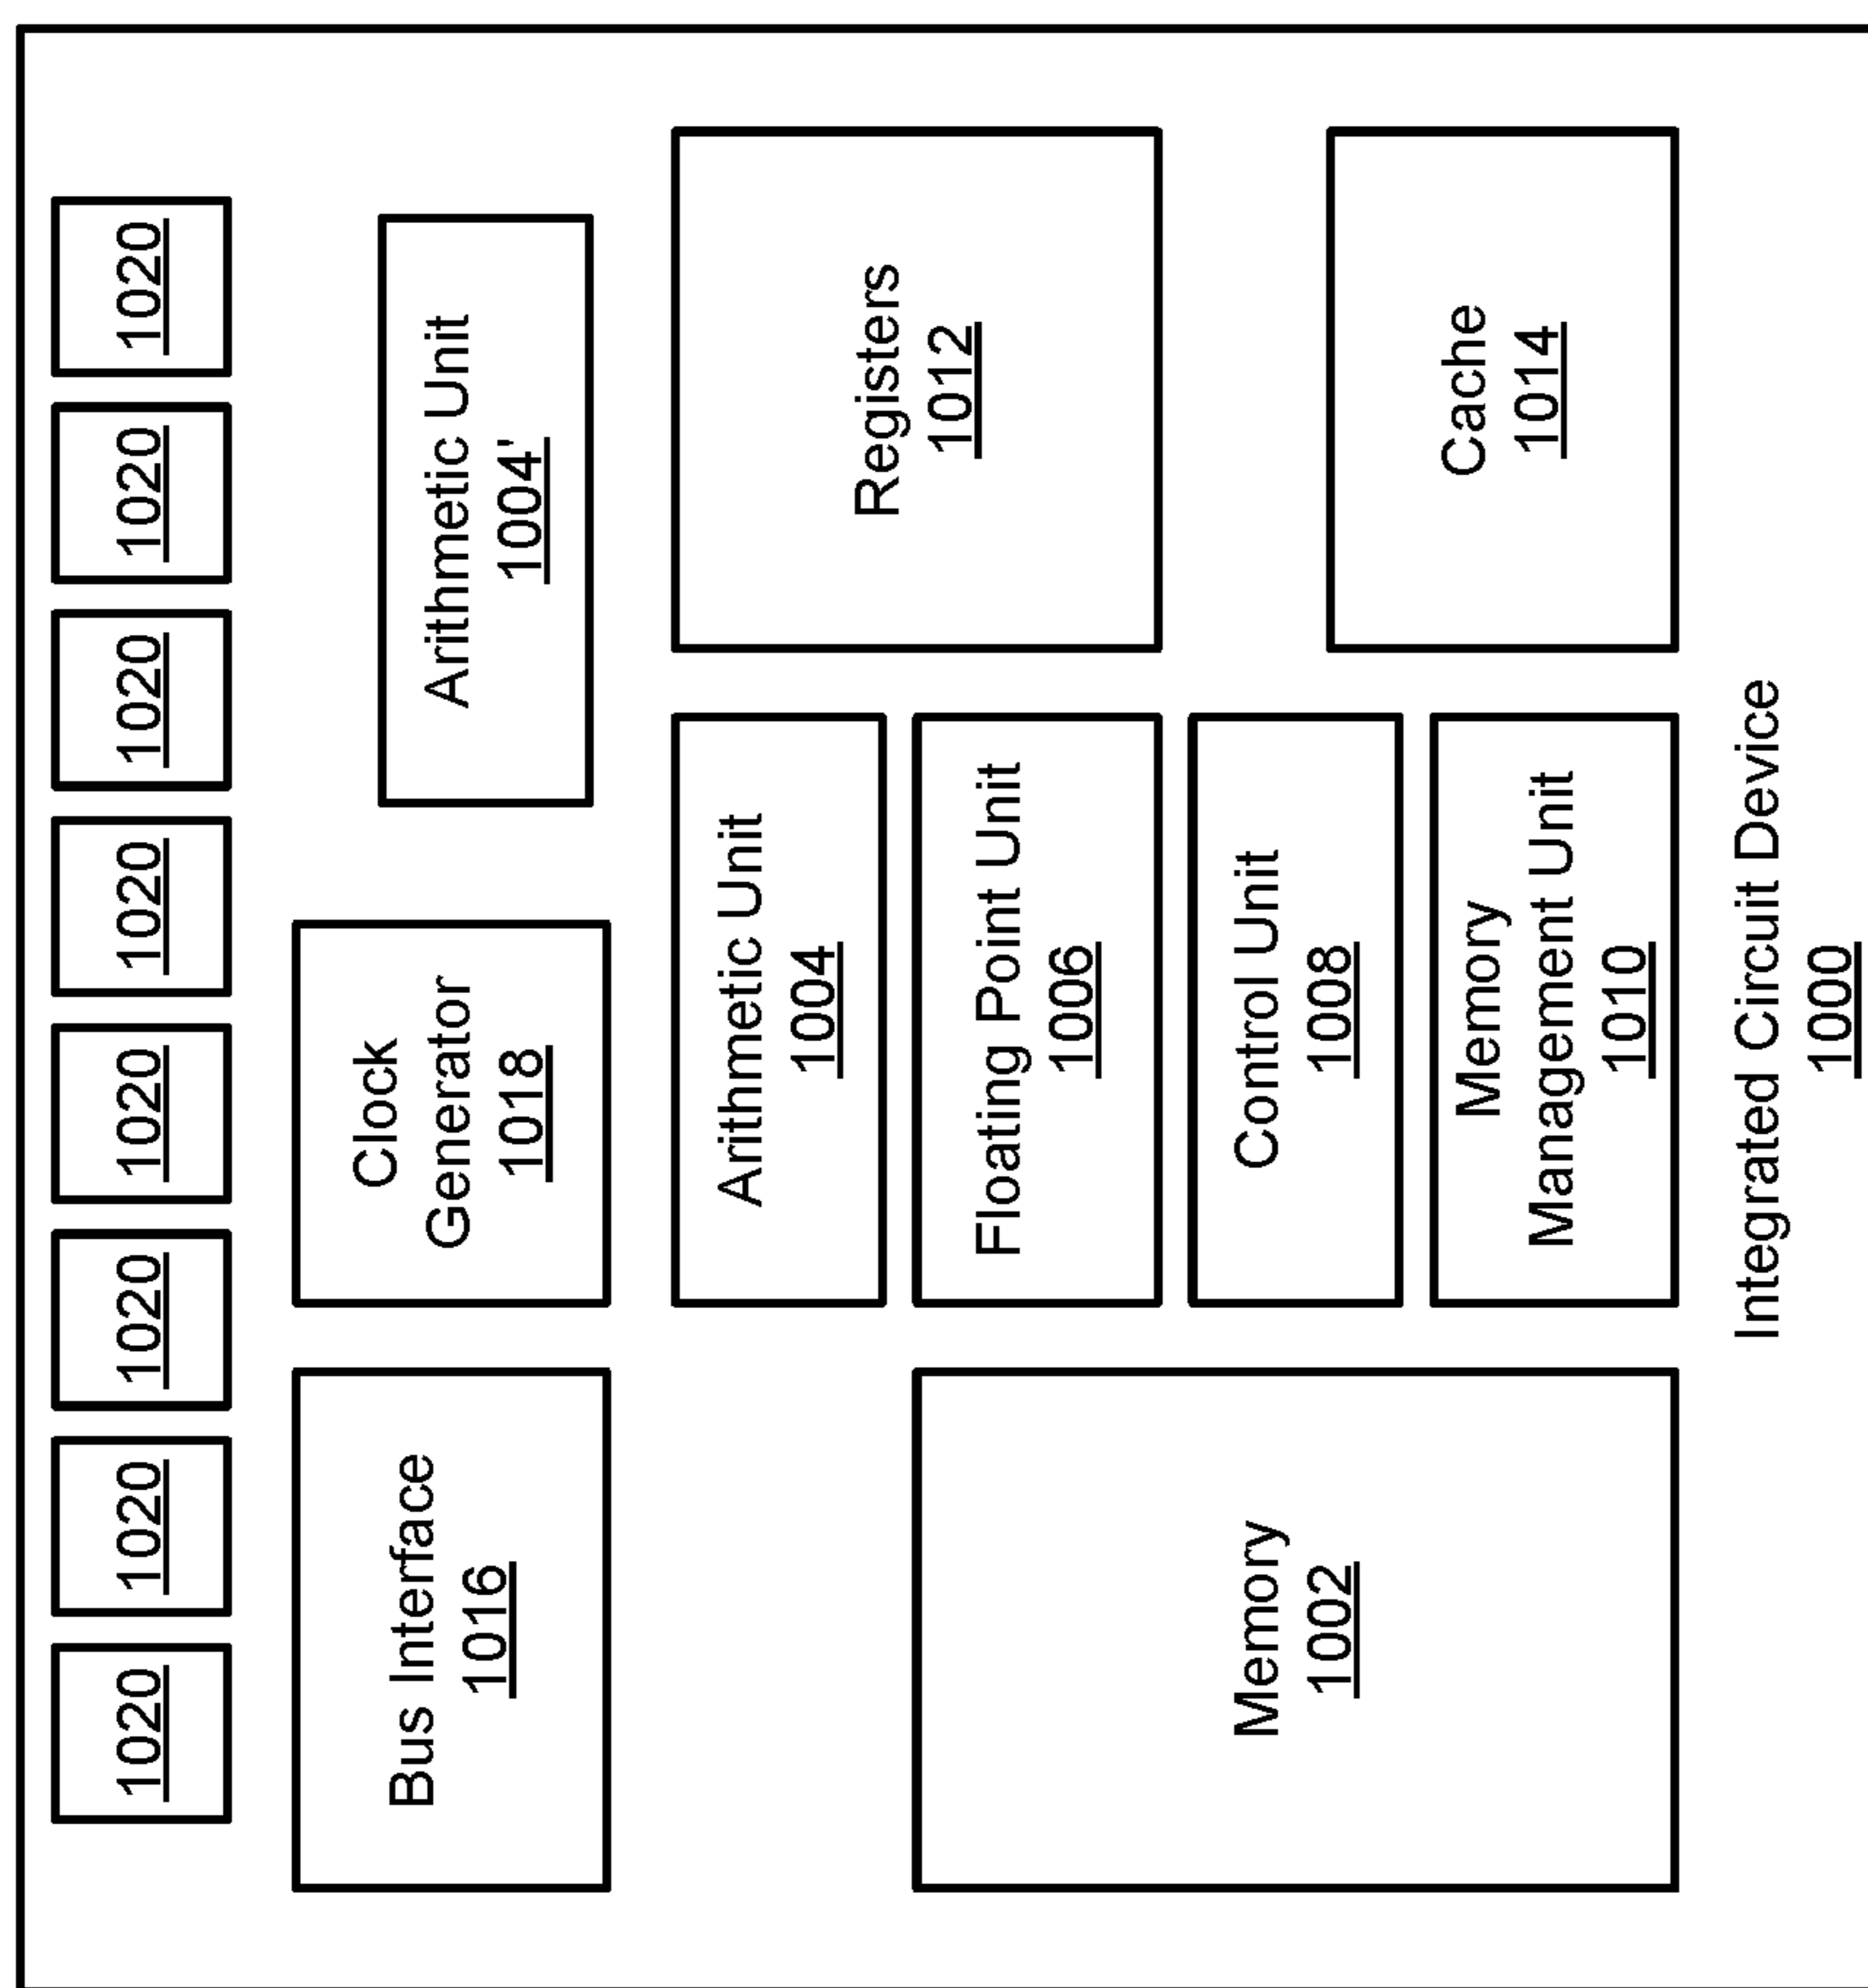 1020
1020
1020
1020
1020
1020
1020
1020
Bus Interface
1016
Clock
Generator
1018
Arithmetic Unit
1004'
Memory
1002
Arithmetic Unit
1004
Floating Point Unit
1006
Control Unit
1008
Memory
Management Unit
1010
Registers
1012
Cache
1014
Integrated Circuit Device
1000